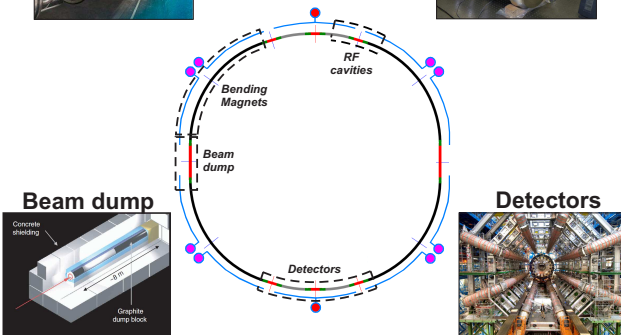 RF
cavities
Bending
Magnets
Beam
dump
Beam dump
Detectors
Concrete
shielding
~8 m
Graphite
dump block
Detectors